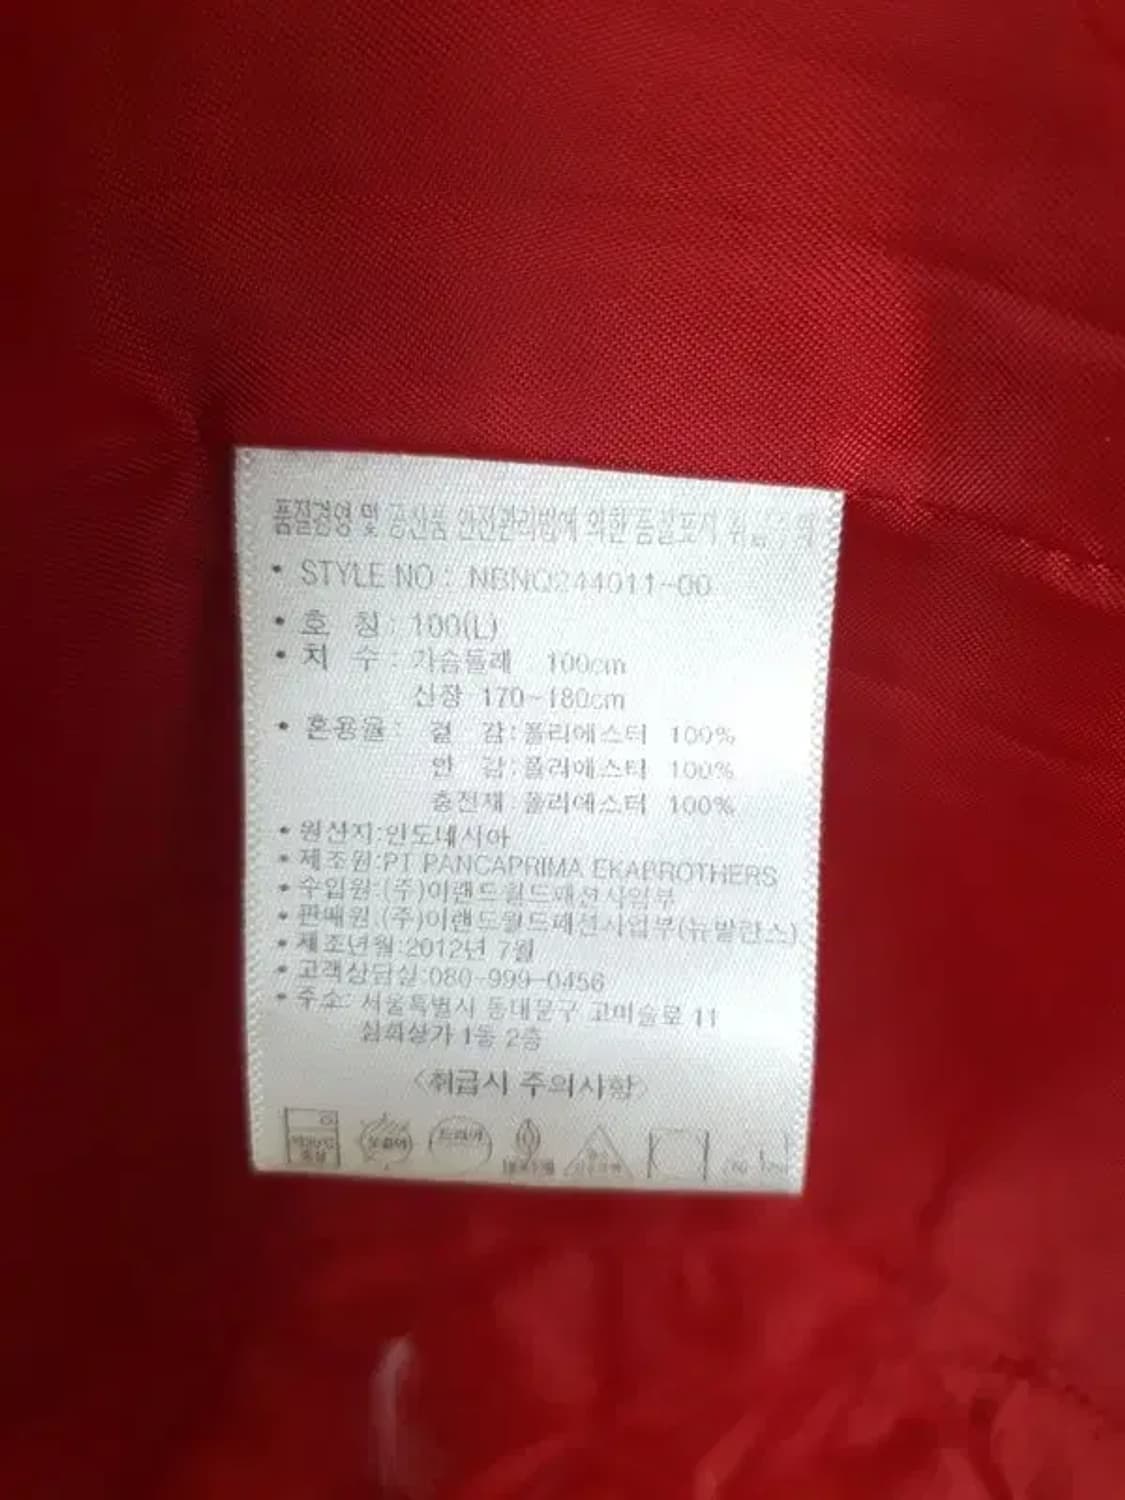 품질경영 및 공산품 안전관리법에 의한 품질표시
• STYLE NO : NBNQ244011-00
• 호 칭 : 100(L)
• 치 수 : 가슴둘레 : 100cm
신장 170~180cm
• 혼용율 : 겉 감:폴리에스터 100%
안 감:폴리에스터 100%
충전재:폴리에스터 100%
• 원산지:인도네시아
• 제조원:PT PANCAPRIMA EKABROTHERS
• 수입원:(주)이랜드월드패션사업부
• 판매원:(주)이랜드월드패션사업부(뉴발란스)
• 제조년월:2012년 7월
• 고객상담실:080-999-0456
• 주소: 서울특별시 동대문구 고미술로 11
삼희상가 1동 2층
<취급시 주의사항>
드라이